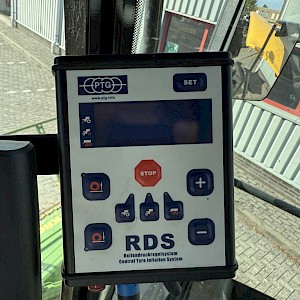 PTG
www.ptg.info
SET
STOP
+
-
RDS
Reifendruckregelsystem
Central Tyre Inflation System